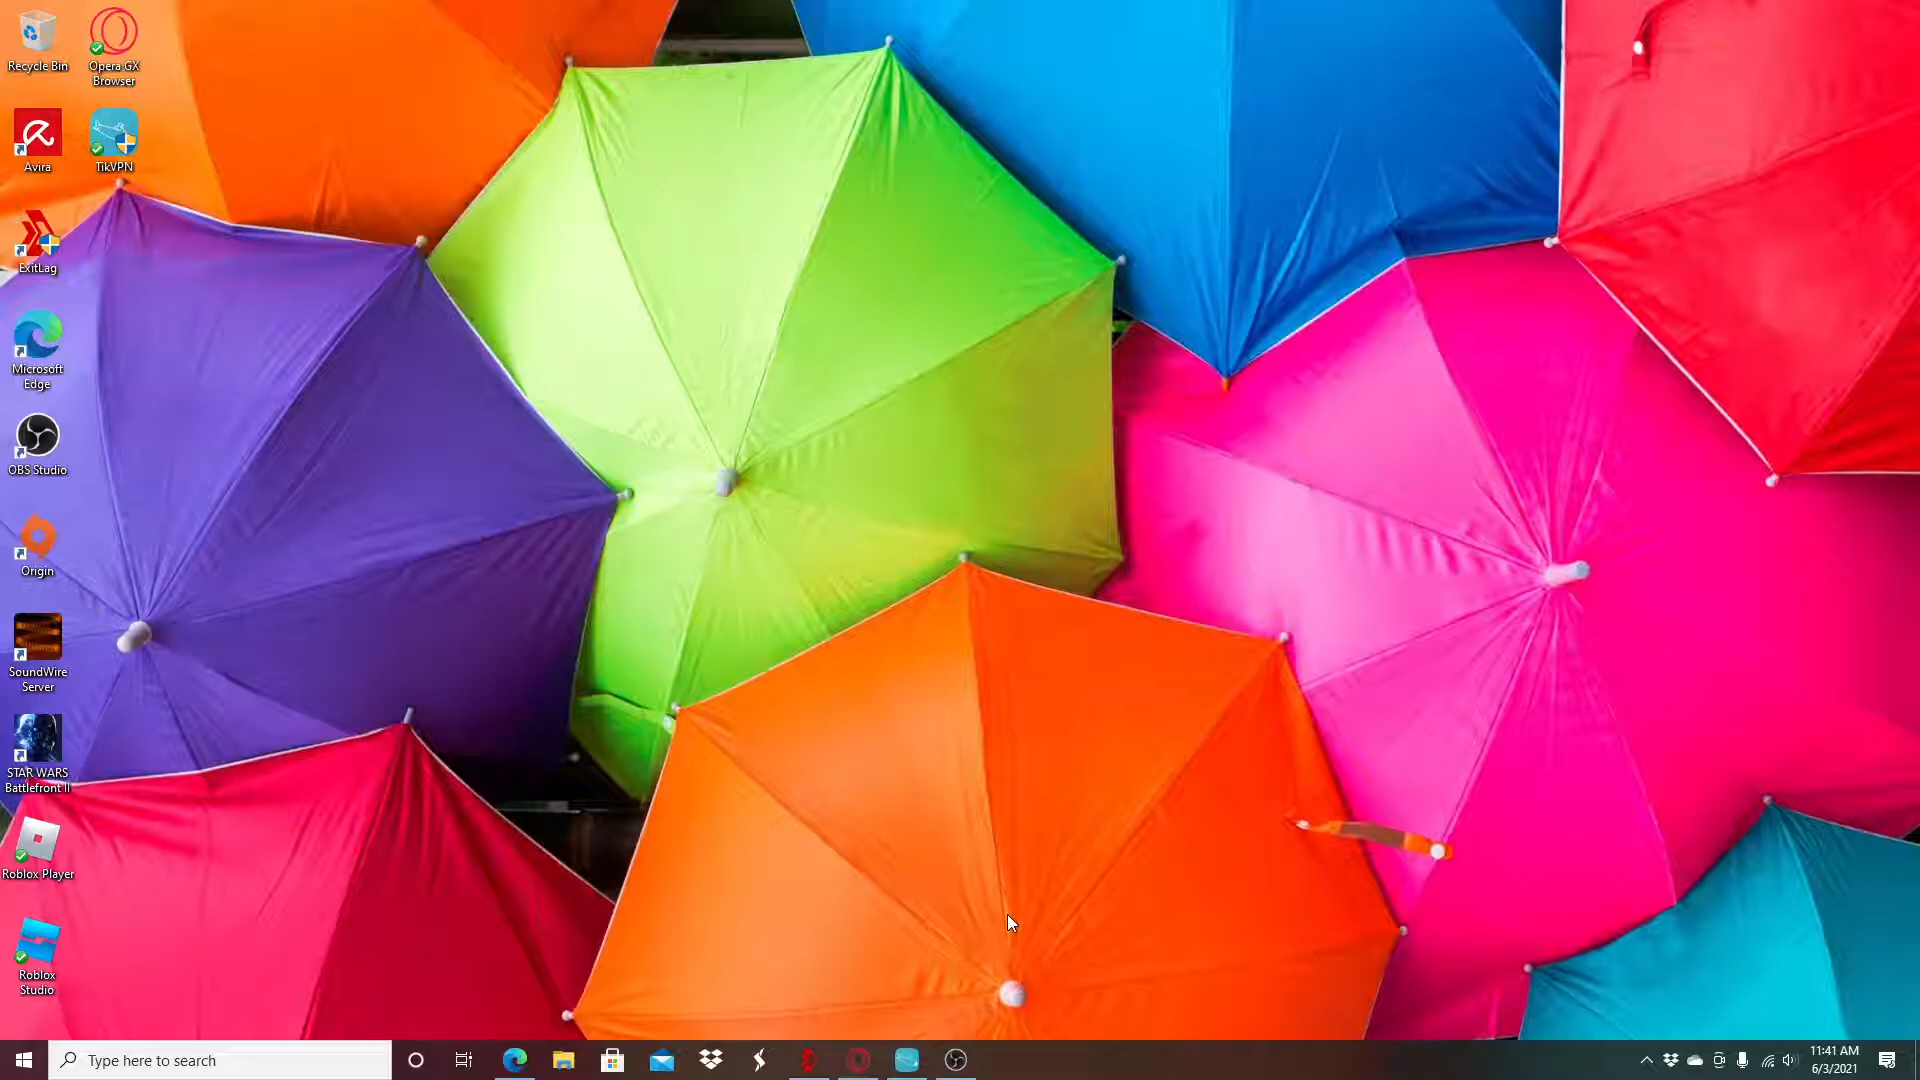 Recycle Bin
Opera GX
Browser
Avira
TikVPN
ExitLag
Microsoft
Edge
OBS Studio
Origin
SoundWire
Server
STAR WARS
Battlefront II
Roblox Player
Roblox
Studio
Type here to search
11:41 AM
6/3/2021